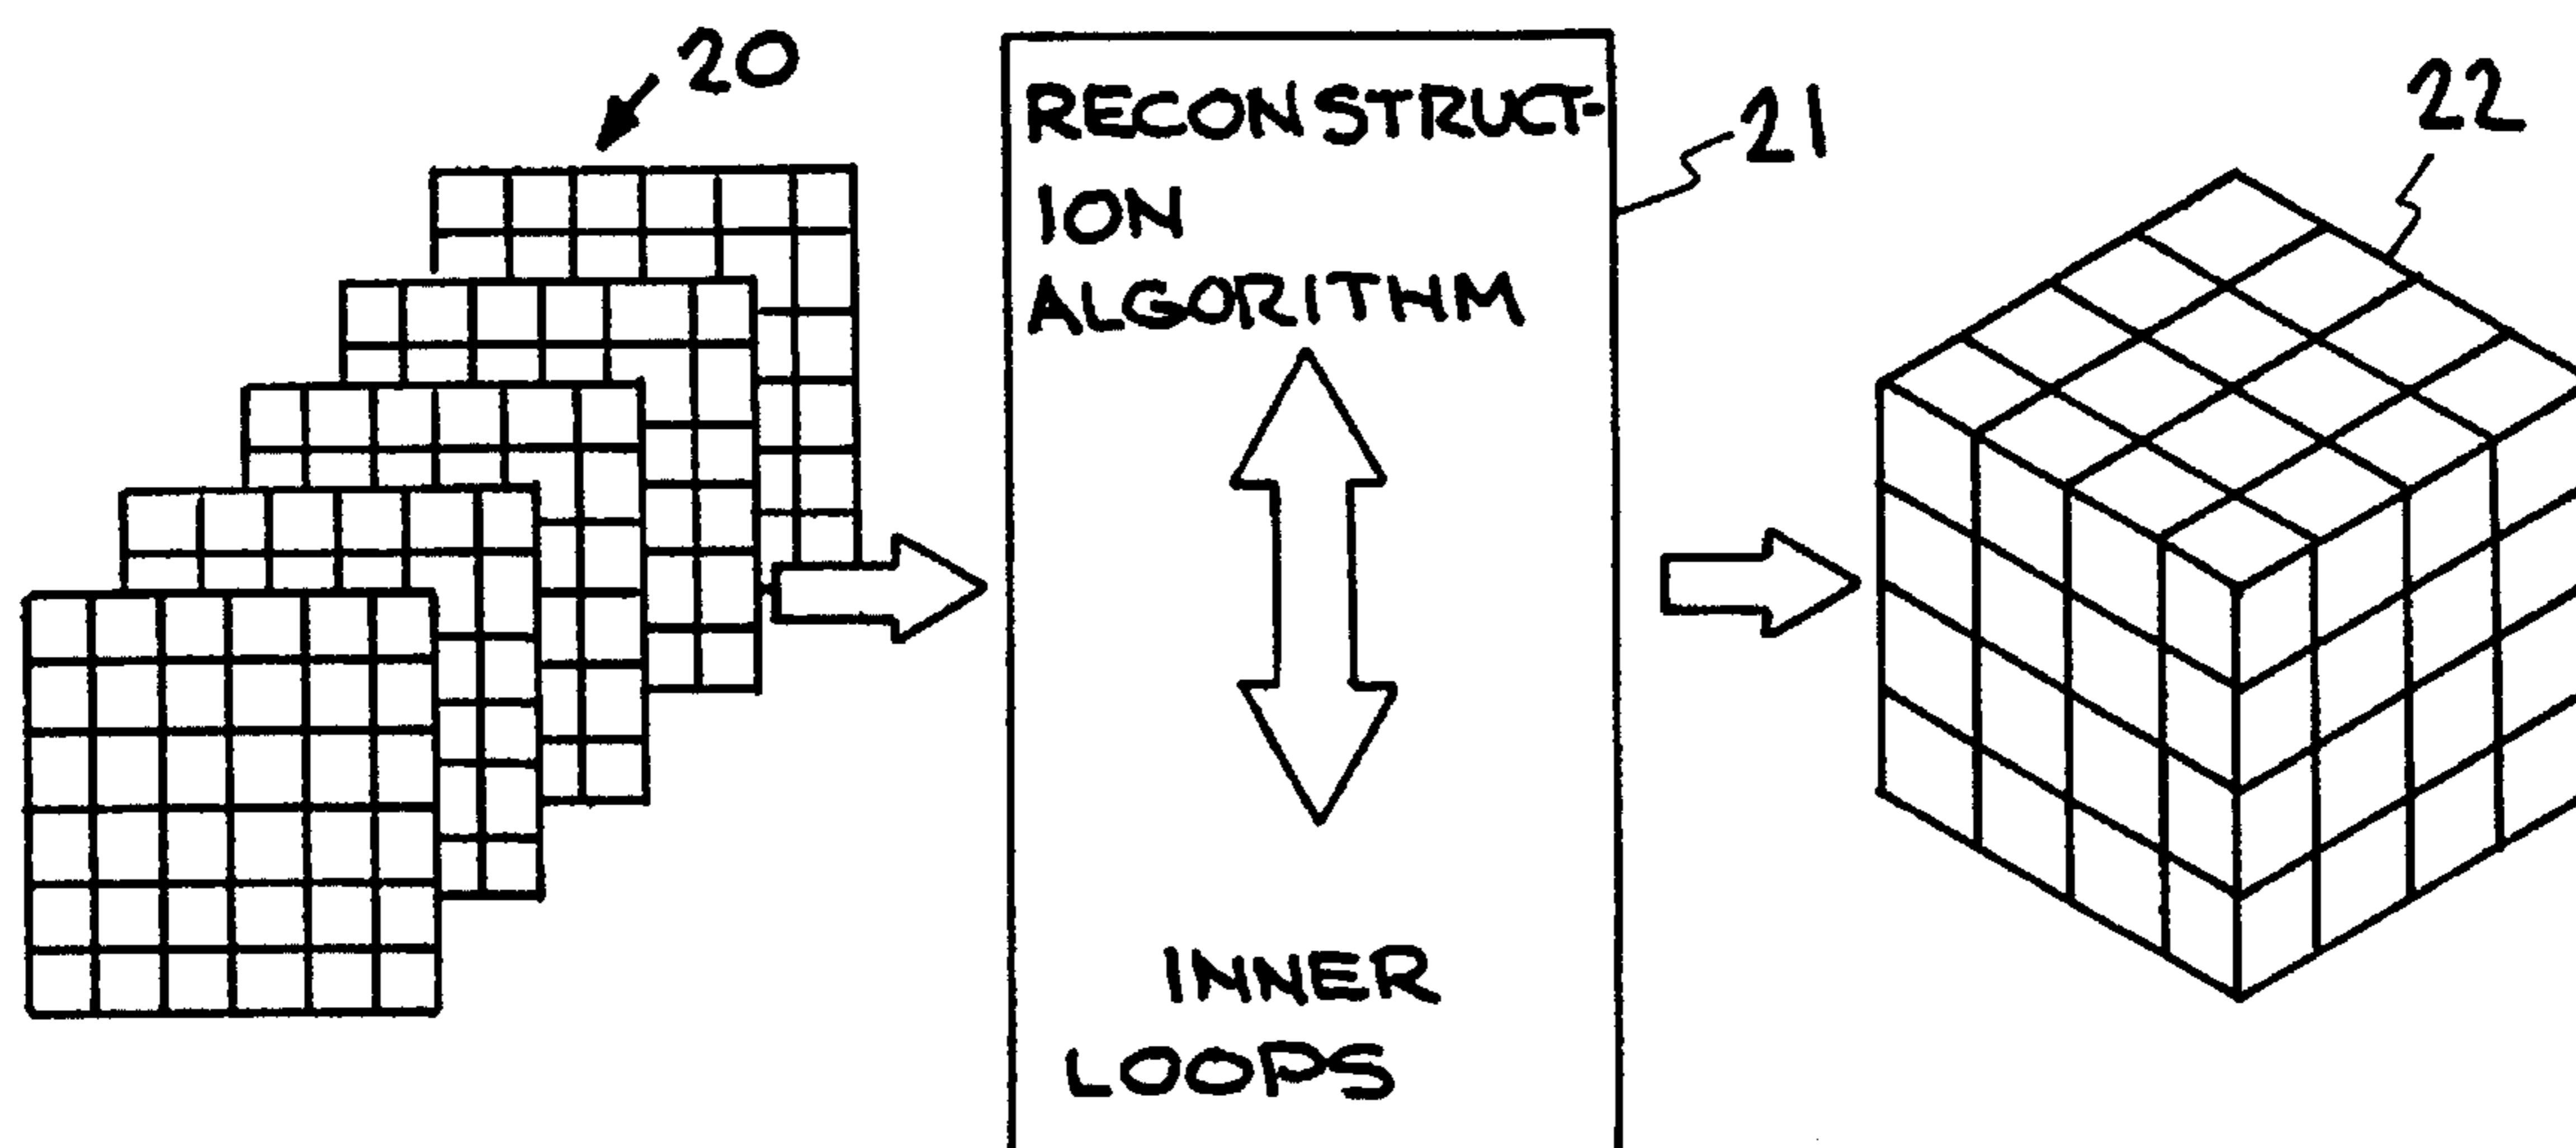 20
RECONSTRUCT-
ION
ALGORITHM
INNER
LOOPS
21
22